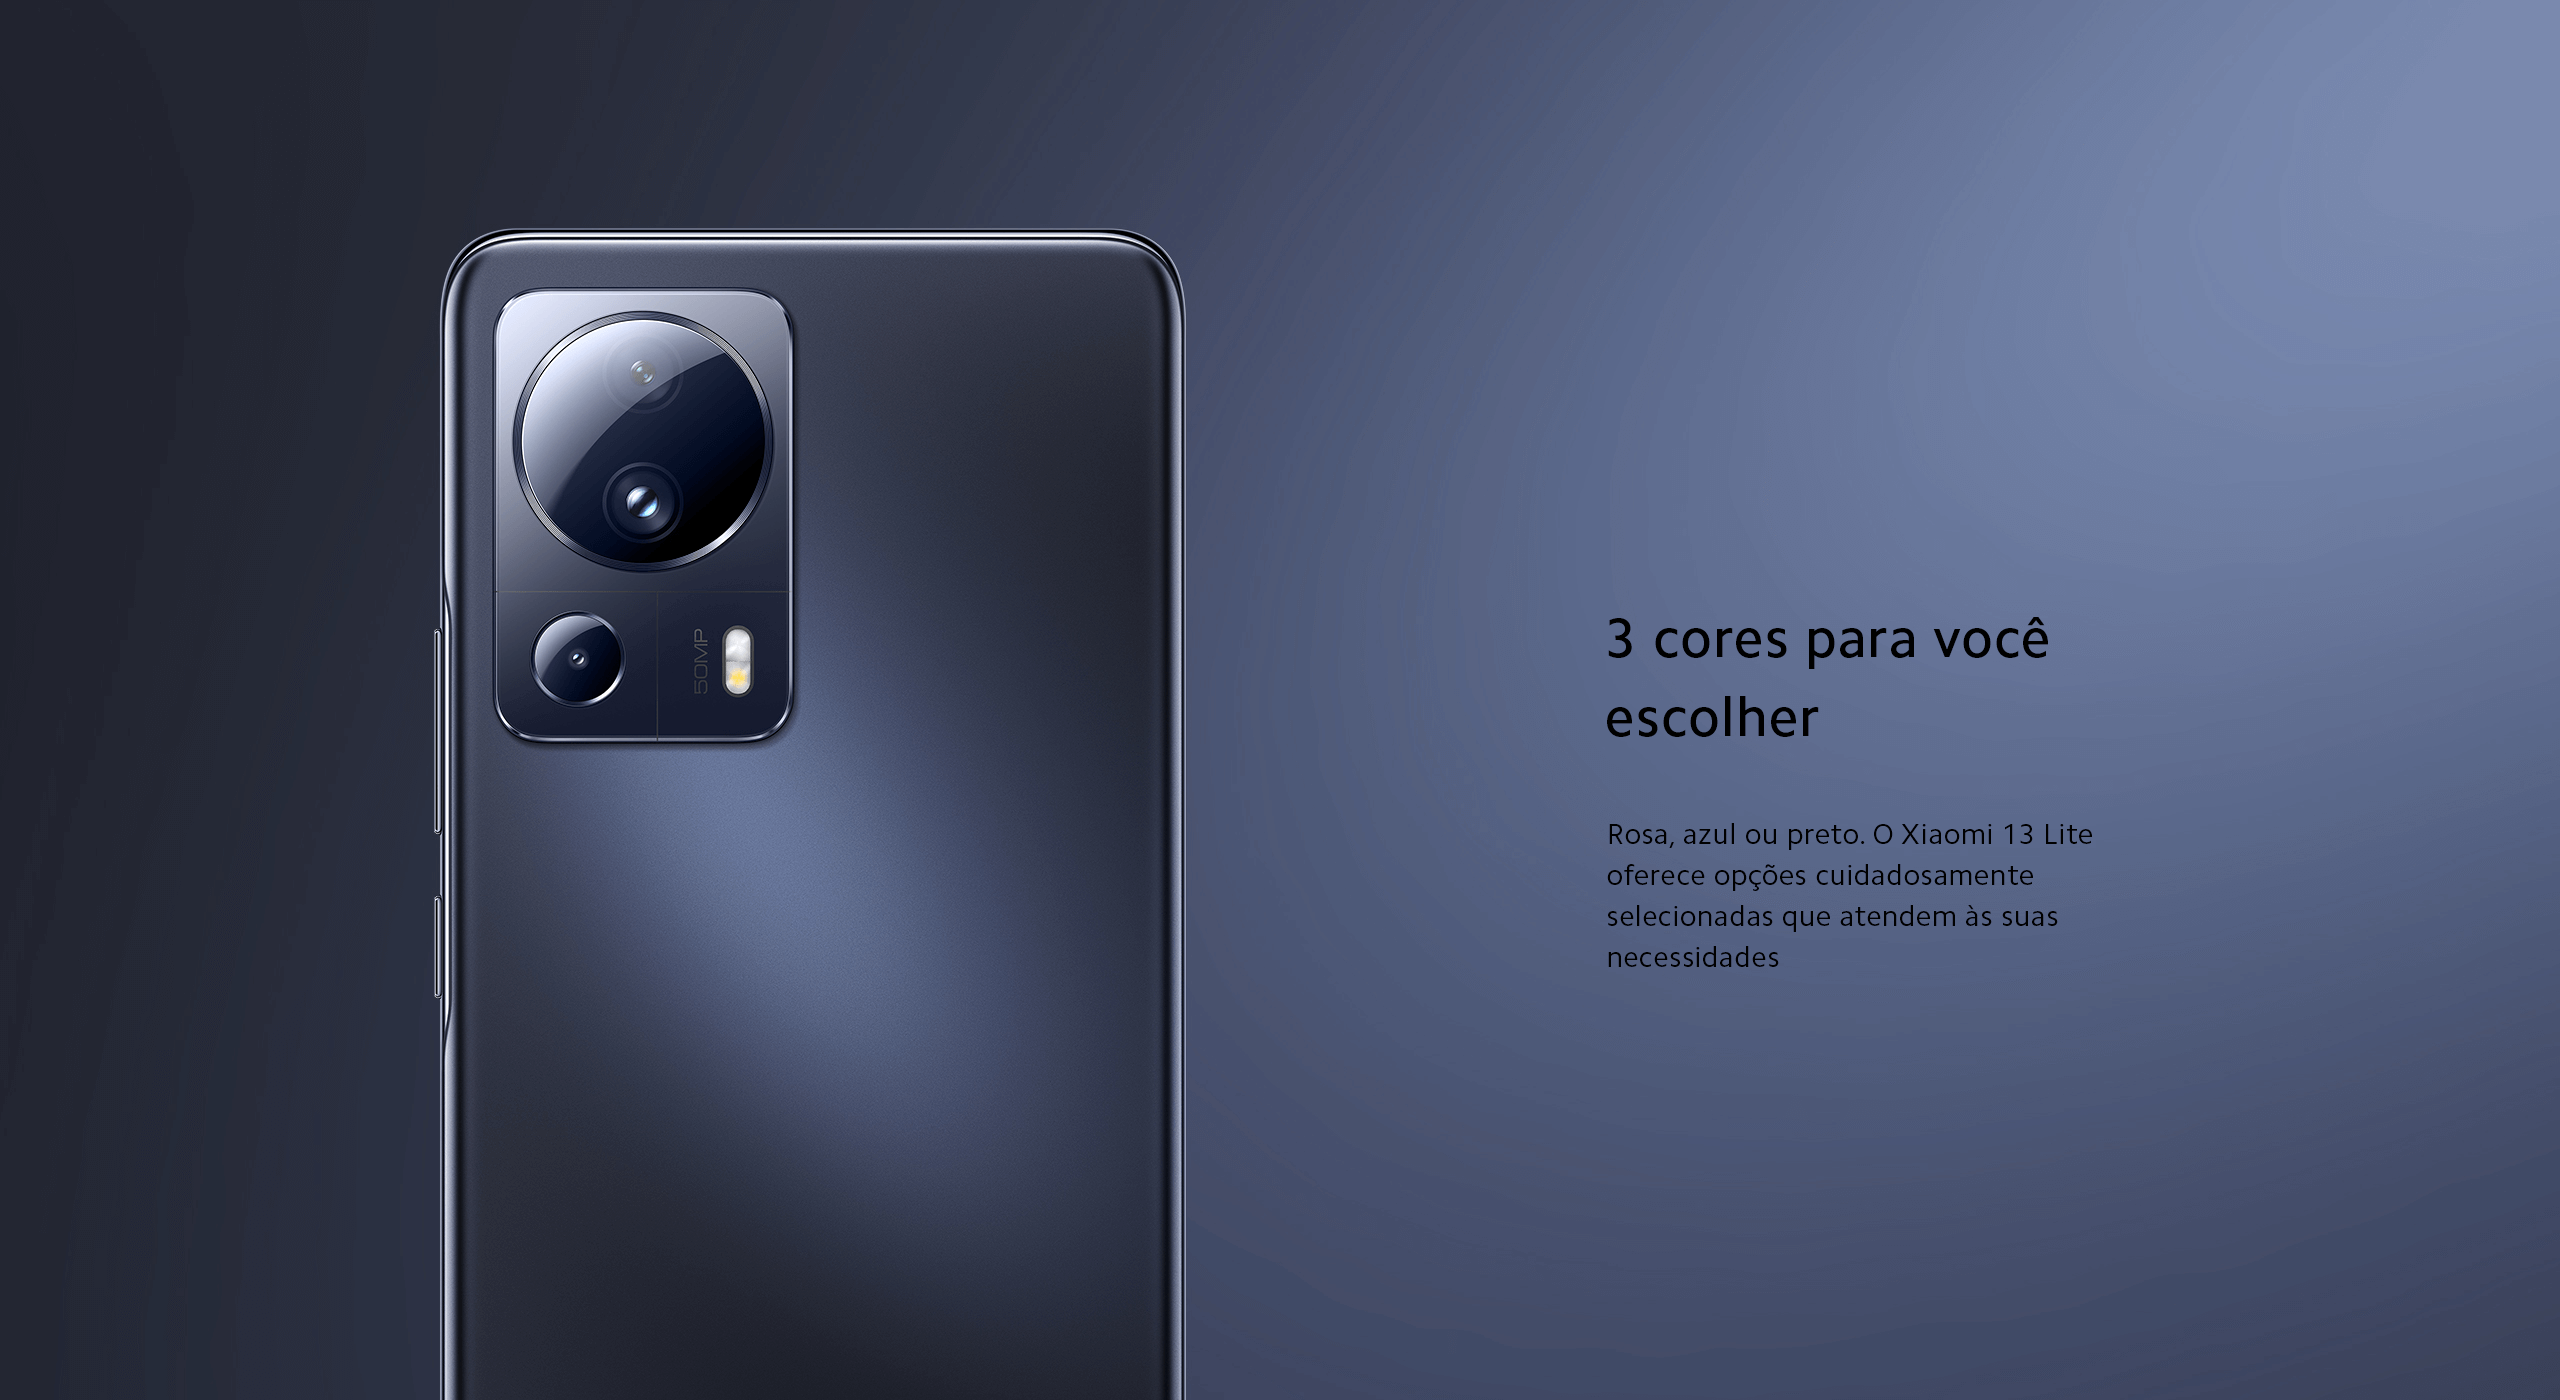 50MP
3 cores para você
escolher
Rosa, azul ou preto. O Xiaomi 13 Lite
oferece opções cuidadosamente
selecionadas que atendem às suas
necessidades